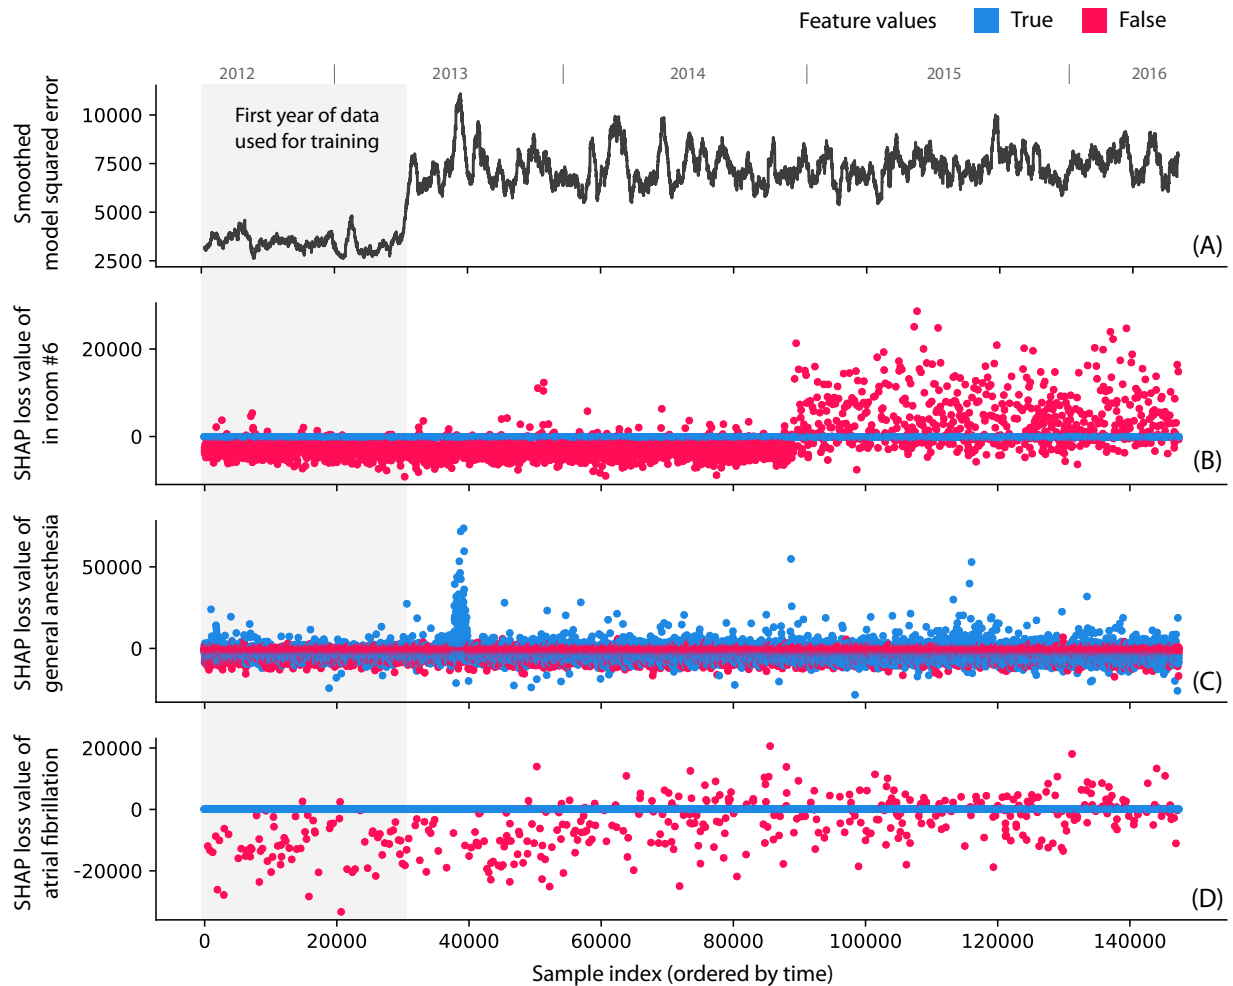 Feature values True False
2012 2013 2014 2015 2016
Smoothed
model squared error
10000
7500
5000
2500
First year of data
used for training
(A)
SHAP loss value of
in room #6
20000
0
(B)
SHAP loss value of
general anesthesia
50000
0
(C)
SHAP loss value of
atrial fibrillation
20000
0
-20000
(D)
0 20000 40000 60000 80000 100000 120000 140000
Sample index (ordered by time)